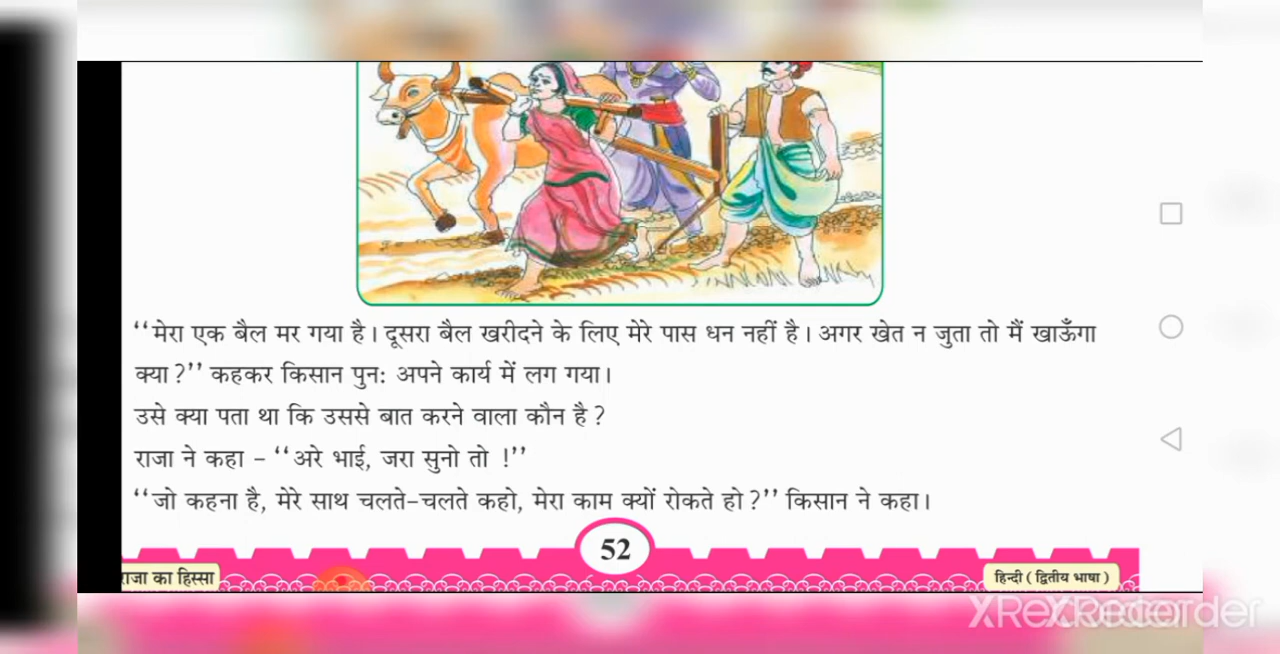 “मेरा एक बैल मर गया है। दूसरा बैल खरीदने के लिए मेरे पास धन नहीं है। अगर खेत न जुता तो मैं खाऊँगा
क्या ?” कहकर किसान पुनः अपने कार्य में लग गया।
उसे क्या पता था कि उससे बात करने वाला कौन है ?
राजा ने कहा – “अरे भाई, जरा सुनो तो !”
“जो कहना है, मेरे साथ चलते–चलते कहो, मेरा काम क्यों रोकते हो ?” किसान ने कहा।
52
राजा का हिस्सा
हिन्दी ( द्वितीय भाषा )